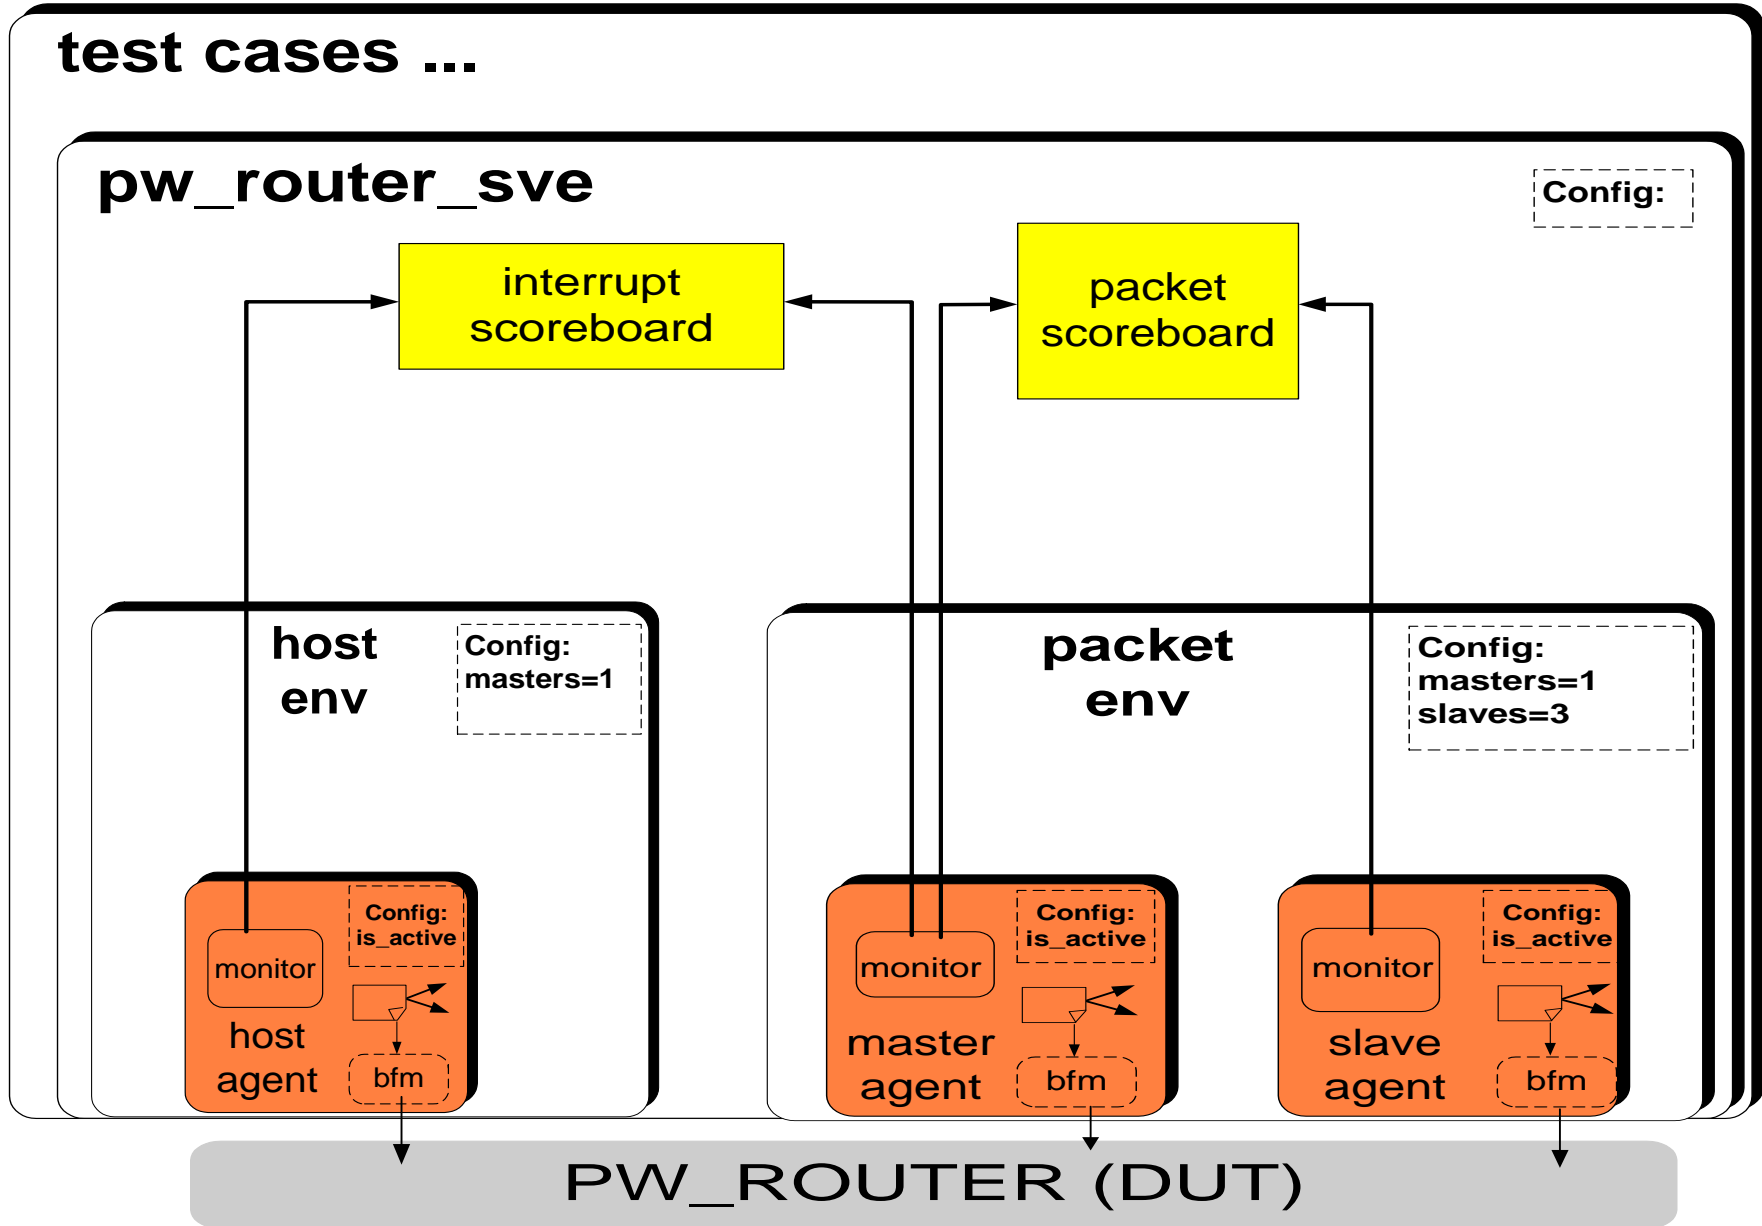 test cases ...
pw_router_sve
Config:
interrupt
scoreboard
packet
scoreboard
host
env
Config:
masters=1
packet
env
Config:
masters=1
slaves=3
monitor
Config:
is_active
host
agent
bfm
monitor
Config:
is_active
master
agent
bfm
monitor
Config:
is_active
slave
agent
bfm
PW_ROUTER (DUT)